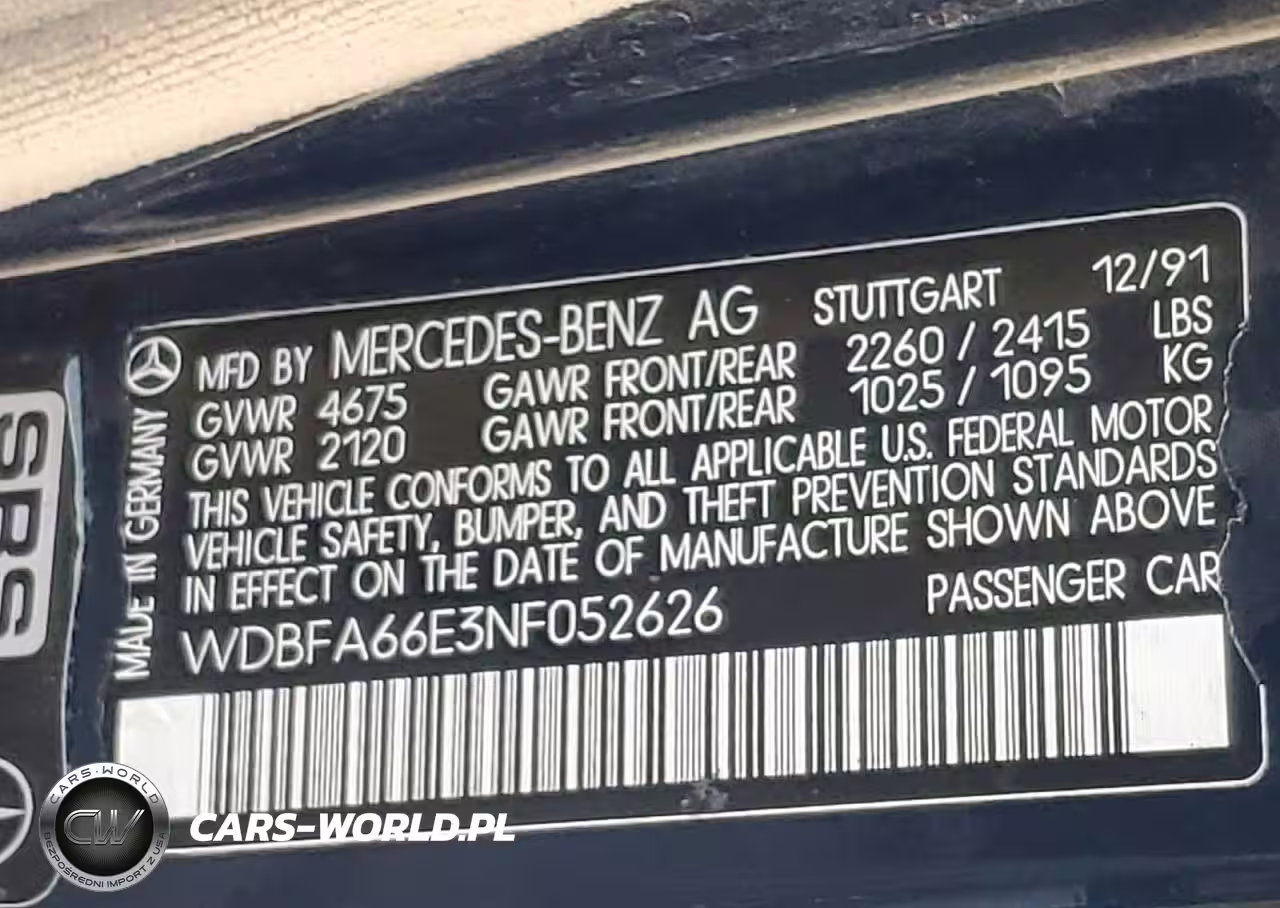 MFD BY MERCEDES-BENZ AG STUTTGART 12/91
GVWR 4675 GAWR FRONT/REAR 2260 / 2415 LBS
GVWR 2120 GAWR FRONT/REAR 1025 / 1095 KG
THIS VEHICLE CONFORMS TO ALL APPLICABLE U.S. FEDERAL MOTOR
VEHICLE SAFETY, BUMPER, AND THEFT PREVENTION STANDARDS
IN EFFECT ON THE DATE OF MANUFACTURE SHOWN ABOVE
WDBFA66E3NF052626 PASSENGER CAR
MADE IN GERMANY
SRS
CARS-WORLD
CW
BEZPOŚREDNI IMPORT Z USA
CARS-WORLD.PL